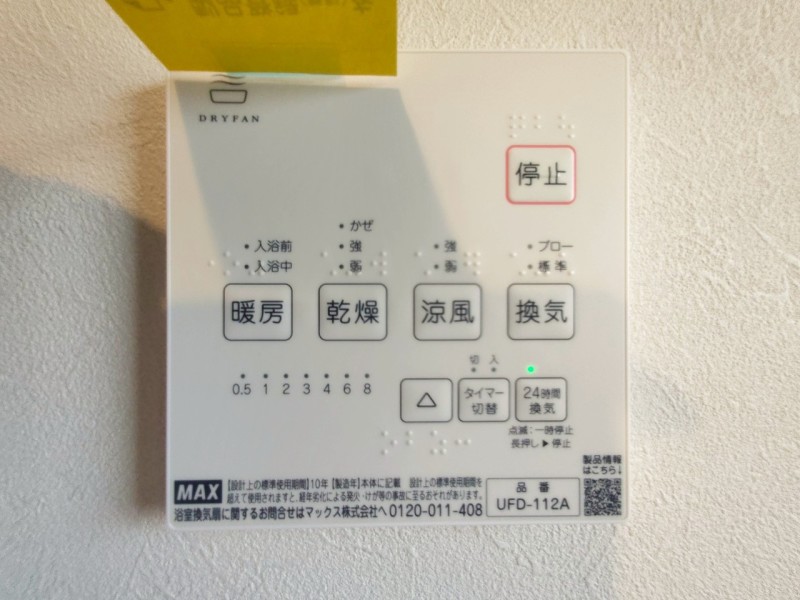 DRYFAN
停止
かぜ
入浴前 強 強 ブロー
入浴中 弱 弱 標準
暖房 乾燥 涼風 換気
切 入
0.5 1 2 3 4 6 8
△ タイマー 24時間
切替 換気
点滅:一時停止
長押し▶停止
製品情報
はこちら↓
MAX 【設計上の標準使用期間】10年 【製造年】本体に記載 設計上の標準使用期間を
超えて使用されますと、経年劣化による発火・けが等の事故に至るおそれがあります。
浴室換気扇に関するお問合せはマックス株式会社へ 0120-011-408
品番
UFD-112A